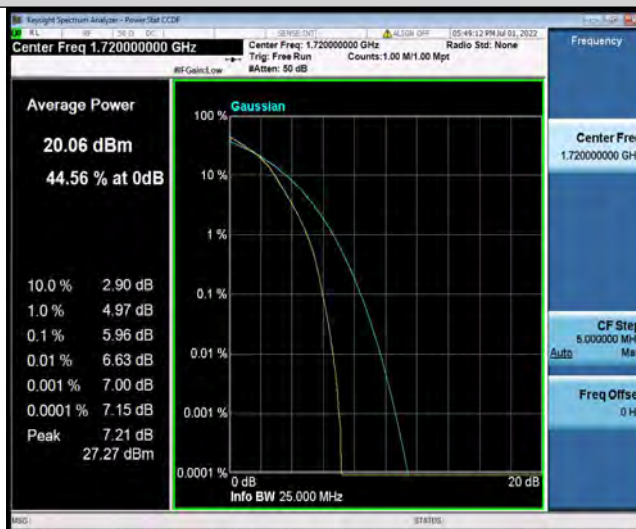 Keysight Spectrum Analyzer - Power Stat CCDF
RL RF 50 Ω DC SENSE:INT ALIGN OFF 05:49:12 PM Jul 01, 2022
Center Freq 1.720000000 GHz
Center Freq: 1.720000000 GHz
Radio Std: None
Trig: Free Run
Counts:1.00 M/1.00 Mpt
#IFGain:Low
#Atten: 50 dB
Frequency
Average Power
20.06 dBm
44.56 % at 0dB
10.0 % 2.90 dB
1.0 % 4.97 dB
0.1 % 5.96 dB
0.01 % 6.63 dB
0.001 % 7.00 dB
0.0001 % 7.15 dB
Peak 7.21 dB
27.27 dBm
Gaussian
100 %
10 %
1 %
0.1 %
0.01 %
0.001 %
0.0001 %
0 dB
20 dB
Info BW 25.000 MHz
Center Fre
1.720000000 GH
CF Step
5.000000 MH
Auto Ma
Freq Offse
0 H
MSG
STATUS